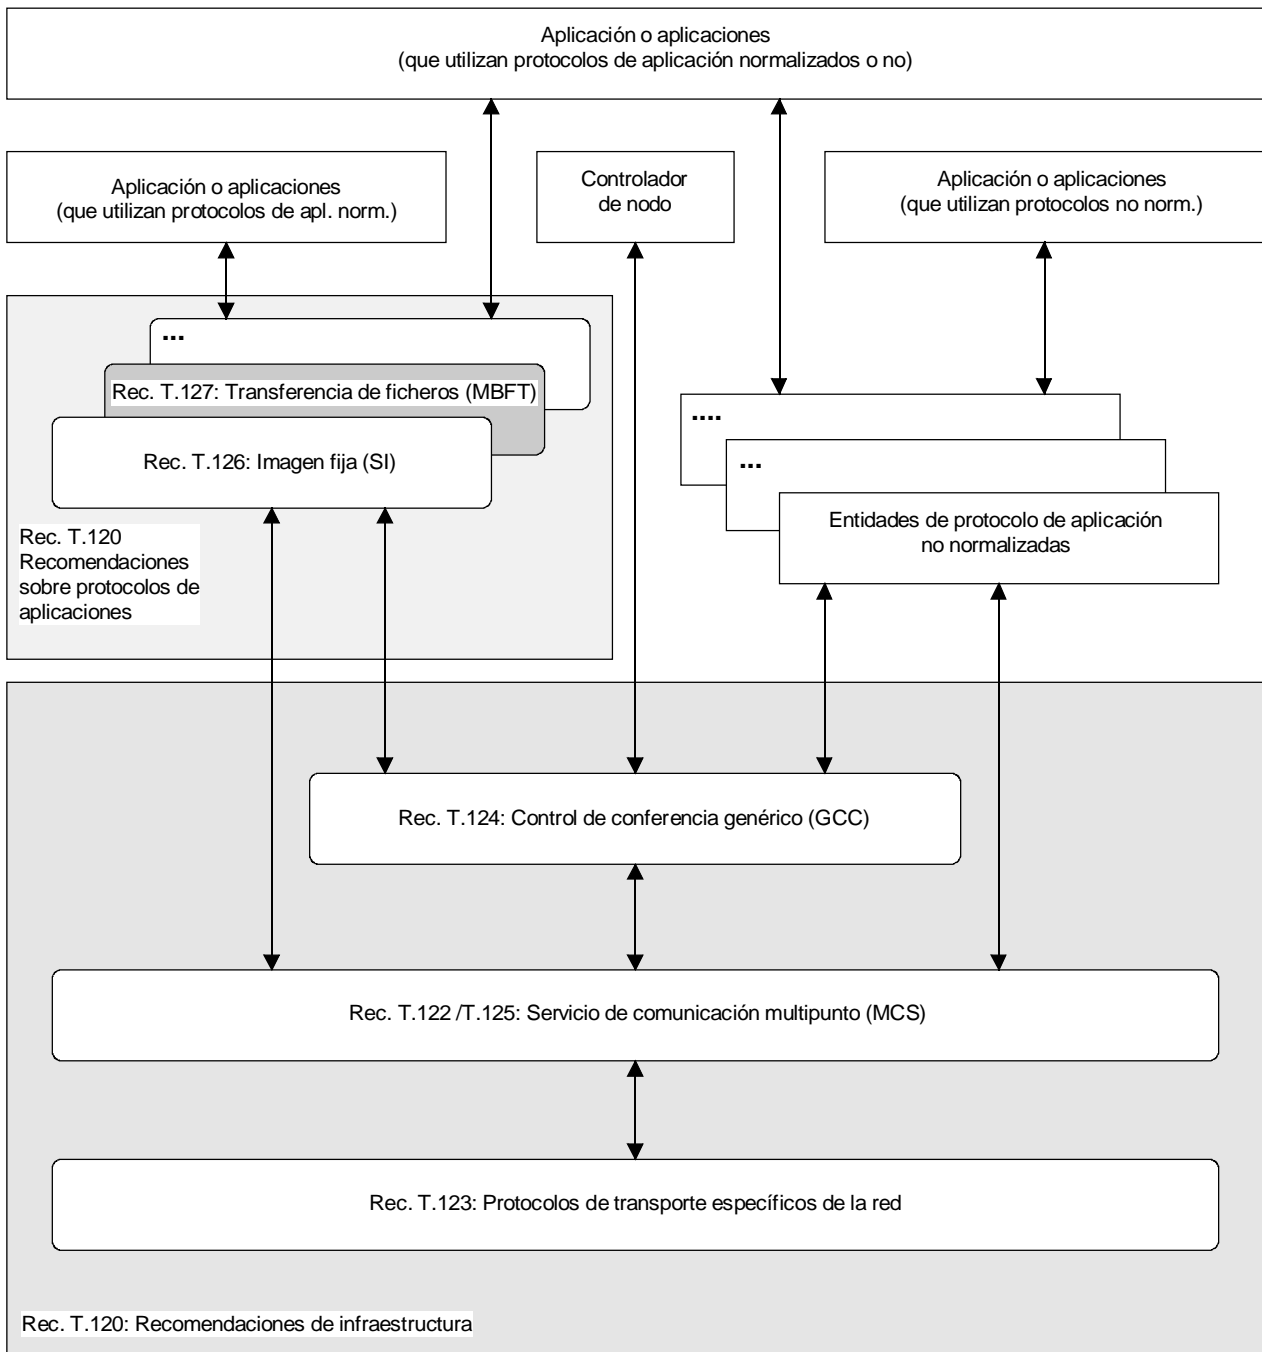 Aplicación o aplicaciones
(que utilizan protocolos de aplicación normalizados o no)
Aplicación o aplicaciones
(que utilizan protocolos de apl. norm.)
Controlador
de nodo
Aplicación o aplicaciones
(que utilizan protocolos no norm.)
...
Rec. T.127: Transferencia de ficheros (MBFT)
Rec. T.126: Imagen fija (SI)
....
...
Entidades de protocolo de aplicación
no normalizadas
Rec. T.120
Recomendaciones
sobre protocolos de
aplicaciones
Rec. T.124: Control de conferencia genérico (GCC)
Rec. T.122 /T.125: Servicio de comunicación multipunto (MCS)
Rec. T.123: Protocolos de transporte específicos de la red
Rec. T.120: Recomendaciones de infraestructura